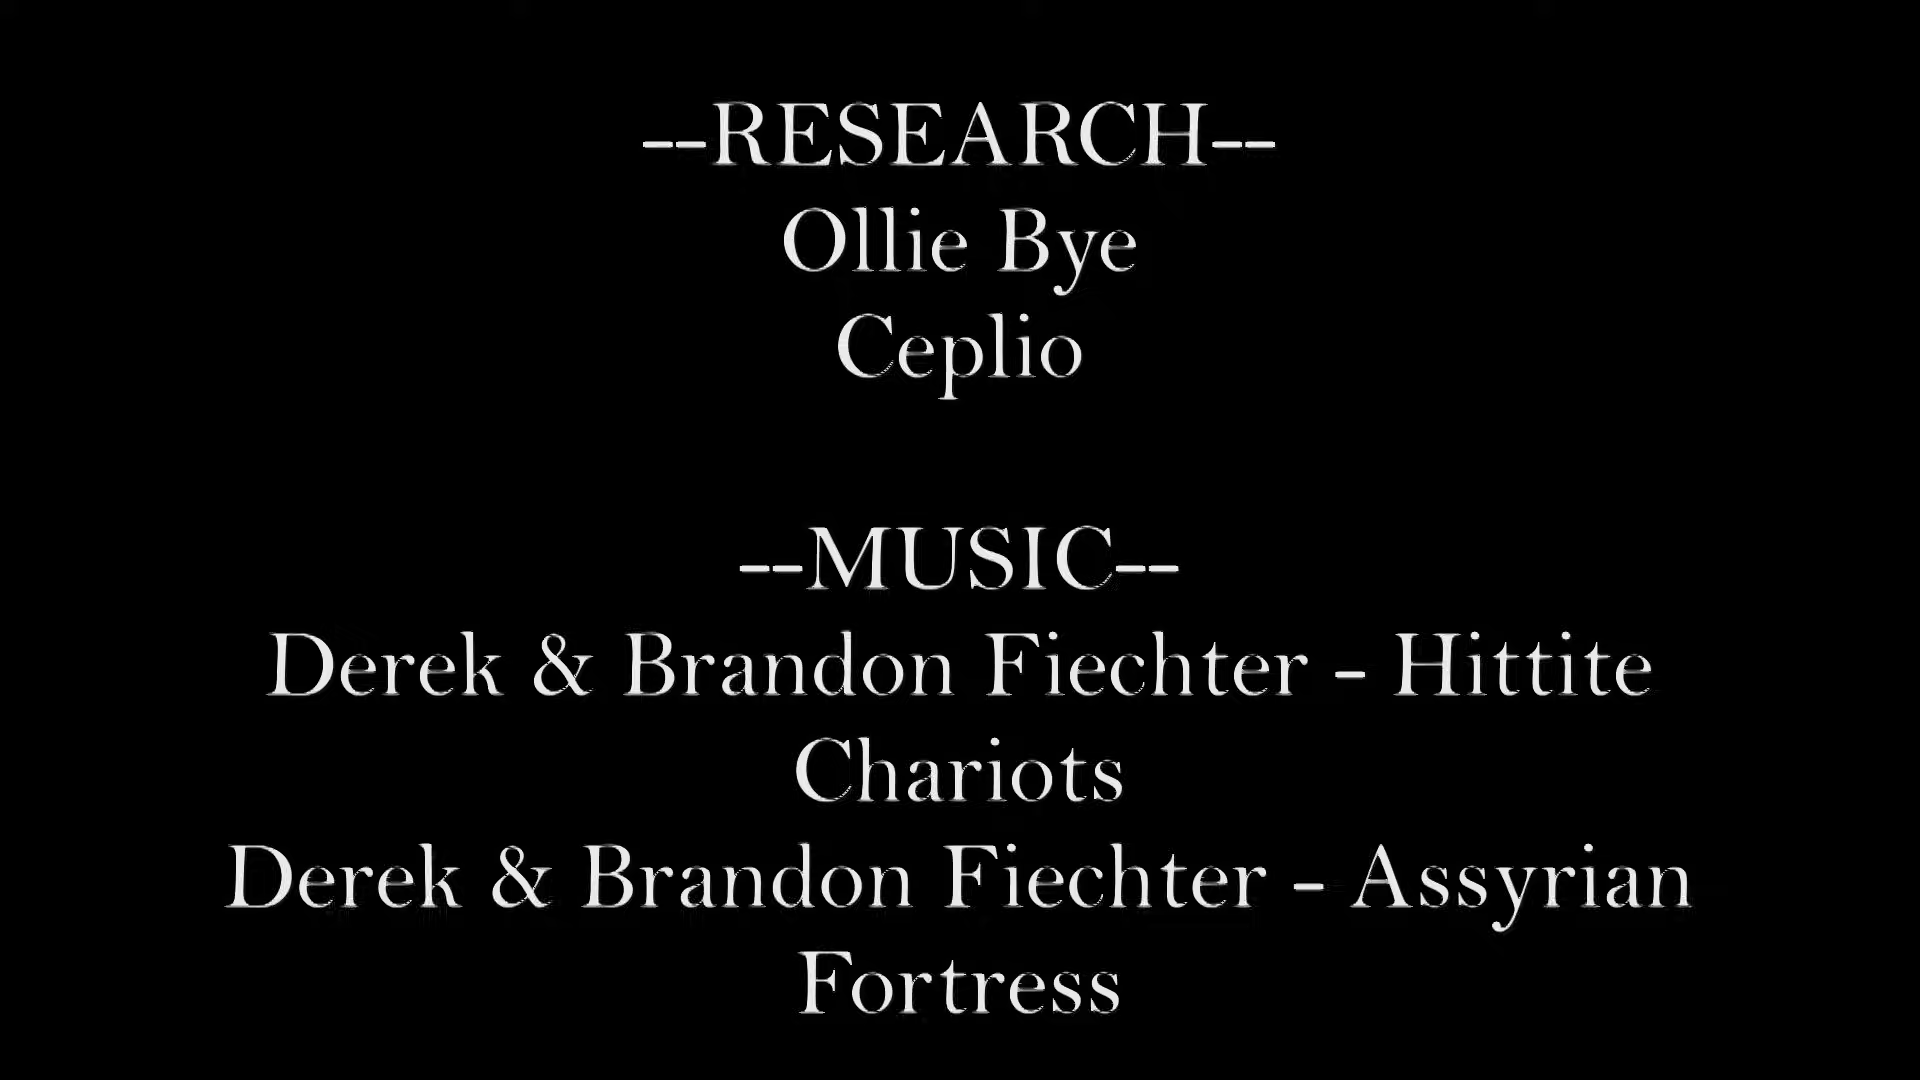 --RESEARCH--
Ollie Bye
Ceplio
--MUSIC--
Derek & Brandon Fiechter - Hittite
Chariots
Derek & Brandon Fiechter - Assyrian
Fortress